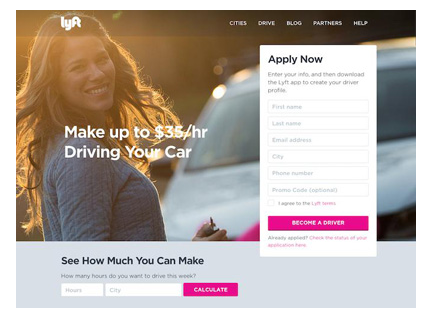 lyft
CITIES DRIVE BLOG PARTNERS HELP
Make up to $35/hr
Driving Your Car
Apply Now
Enter your info, and then download
the Lyft app to create your driver
profile.
First name
Last name
Email address
City
Phone number
Promo Code (optional)
I agree to the Lyft terms
BECOME A DRIVER
Already applied? Check the status of your
application here.
See How Much You Can Make
How many hours do you want to drive this week?
Hours City CALCULATE